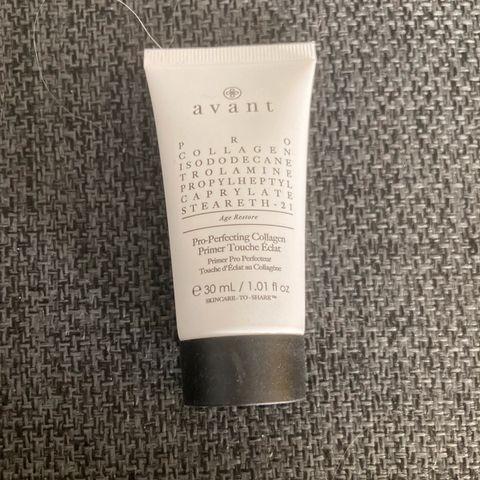 avant
PRO
COLLAGEN
ISODODECANE
TROLAMINE
PROPYLHEPTYL
CAPRYLATE
STEARETH - 21
Age Restore
Pro-Perfecting Collagen
Primer Touche Éclat
Primer Pro Perfecteur
Touche d'Éclat au Collagène
℮ 30 mL / 1.01 fl oz
SKINCARE - TO - SHARE™